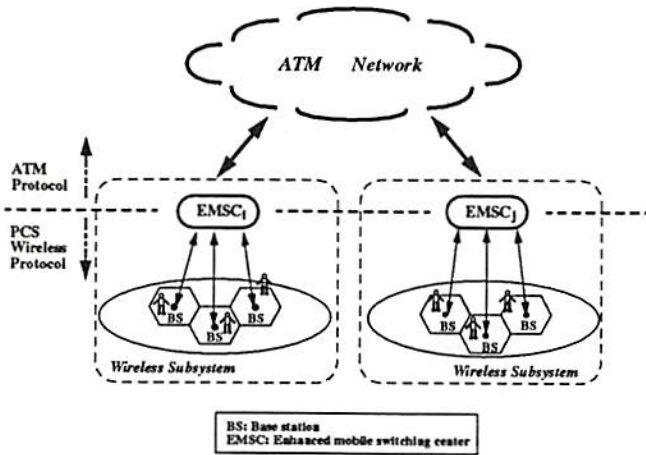 ATM Network
ATM
Protocol
EMSCI
EMSCJ
PCS
Wireless
Protocol
BS
BS
BS
BS
BS
BS
Wireless Subsystem
Wireless Subsystem
BS: Base station
EMSC: Enhanced mobile switching center